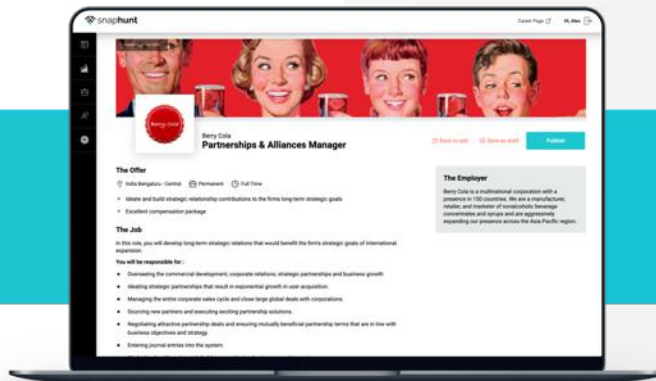 snaphunt
Career Page
Hi, Alex
Berry Cola
Berry Cola
Partnerships & Alliances Manager
Back to edit
Save as draft
Publish
The Offer
India Bengaluru - Central
Permanent
Full Time
Ideate and build strategic relationship contributions to the firms long-term strategic goals
Excellent compensation package
The Job
In this role, you will develop long-term strategic relations that would benefit the firm's strategic goals of international
expansion.
You will be responsible for :
Overseeing the commercial development, corporate relations, strategic partnerships and business growth
Ideating strategic partnerships that result in exponential growth in user acquisition.
Managing the entire corporate sales cycle and close large global deals with corporations.
Sourcing new partners and executing exciting partnership solutions.
Negotiating attractive partnership deals and ensuring mutually beneficial partnership terms that are in line with
business objectives and strategy.
Entering journal entries into the system.
The Employer
Berry Cola is a multinational corporation with a
presence in 150 countries. We are a manufacturer,
retailer, and marketer of nonalcoholic beverage
concentrates and syrups and are aggressively
expanding our presence across the Asia Pacific region.